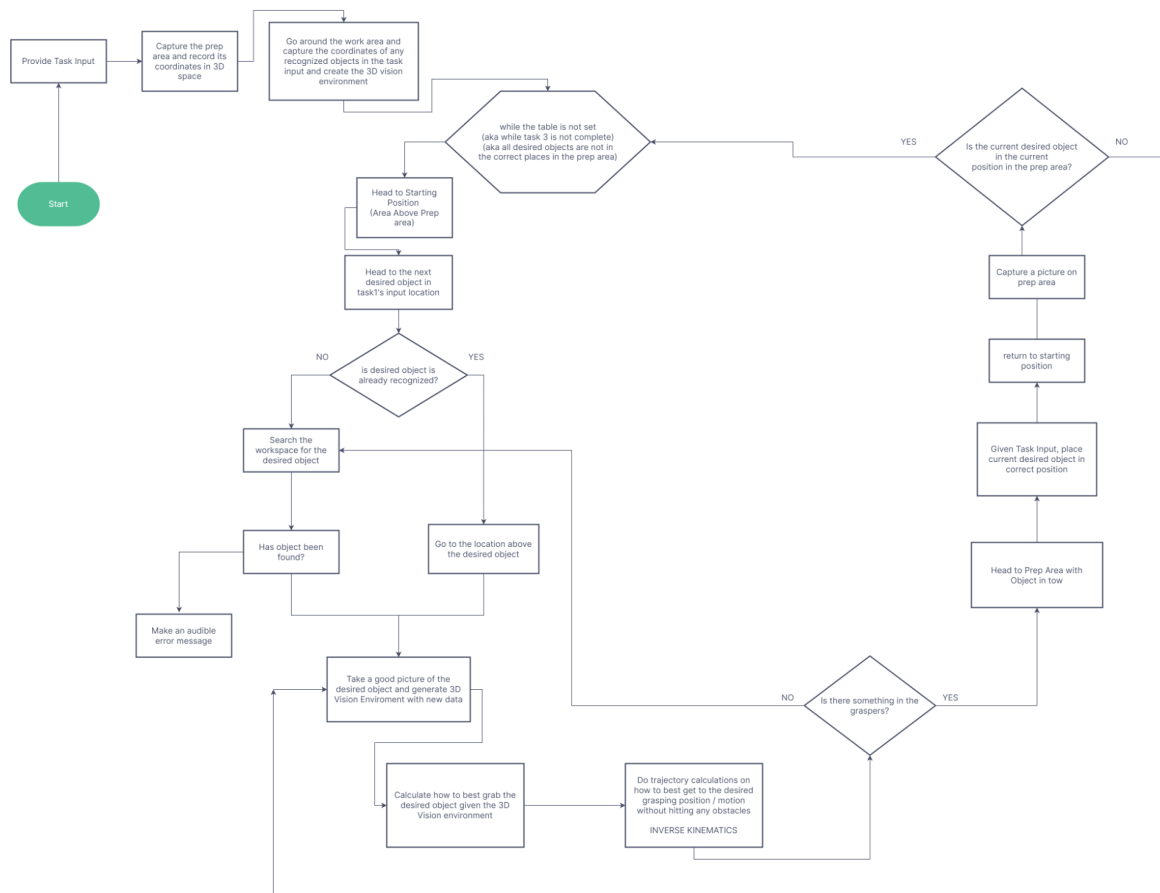 Provide Task Input
Capture the prep
area and record its
coordinates in 3D
space
Go around the work area and
capture the coordinates of any
recognized objects in the task
input and create the 3D vision
environment
while the table is not set
(aka while task 3 is not complete)
(aka all desired objects are not in
the correct places in the prep area)
YES
Is the current desired object
in the current
position in the prep area?
NO
Start
Head to Starting
Position
(Area Above Prep
area)
Head to the next
desired object in
task1's input location
Capture a picture on
prep area
NO
is desired object is
already recognized?
YES
return to starting
position
Search the
workspace for the
desired object
Given Task Input, place
current desired object in
correct position
Has object been
found?
Go to the location above
the desired object
Head to Prep Area with
Object in tow
Make an audible
error message
Take a good picture of the
desired object and generate 3D
Vision Enviroment with new data
NO
Is there something in the
graspers?
YES
Calculate how to best grab the
desired object given the 3D
Vision environment
Do trajectory calculations on
how to best get to the desired
grasping position / motion
without hitting any obstacles
INVERSE KINEMATICS